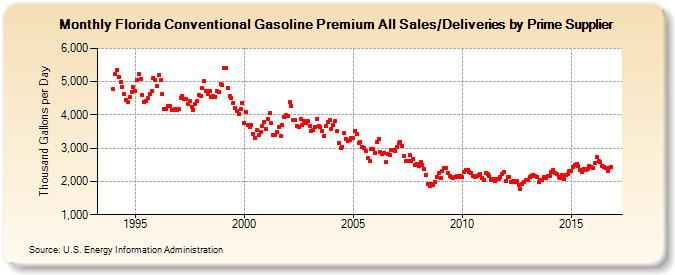 Monthly Florida Conventional Gasoline Premium All Sales/Deliveries by Prime Supplier
Thousand Gallons per Day
6,000
5,000
4,000
3,000
2,000
1,000
1995 2000 2005 2010 2015
Source: U.S. Energy Information Administration